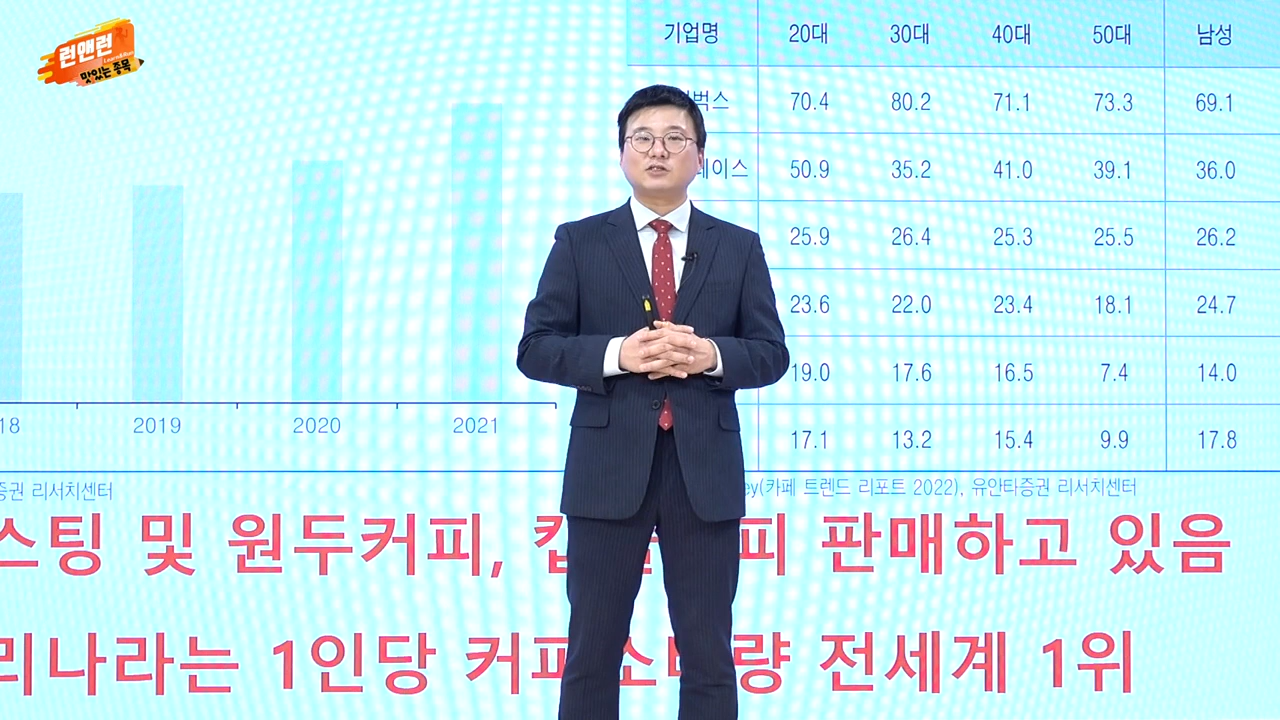 런앤런
맛있는 종목
기업명 20대 30대 40대 50대 남성
벅스 70.4 80.2 71.1 73.3 69.1
레이스 50.9 35.2 41.0 39.1 36.0
25.9 26.4 25.3 25.5 26.2
23.6 22.0 23.4 18.1 24.7
19.0 17.6 16.5 7.4 14.0
17.1 13.2 15.4 9.9 17.8
18 2019 2020 2021
증권 리서치센터
ey(카페 트렌드 리포트 2022), 유안타증권 리서치센터
스팅 및 원두커피, 피 판매하고 있음
리나라는 1인당 전세계 1위